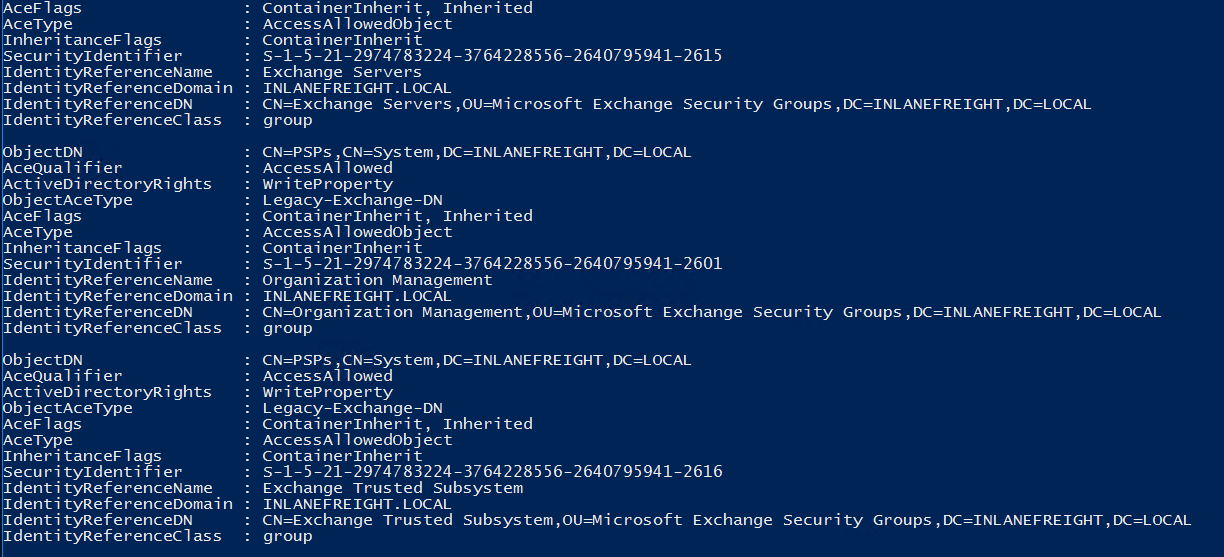 AceFlags : ContainerInherit, Inherited
AceType : AccessAllowedObject
InheritanceFlags : ContainerInherit
SecurityIdentifier : S-1-5-21-2974783224-3764228556-2640795941-2615
IdentityReferenceName : Exchange Servers
IdentityReferenceDomain : INLANEFREIGHT.LOCAL
IdentityReferenceDN : CN=Exchange Servers,OU=Microsoft Exchange Security Groups,DC=INLANEFREIGHT,DC=LOCAL
IdentityReferenceClass : group

ObjectDN : CN=PSPs,CN=System,DC=INLANEFREIGHT,DC=LOCAL
AceQualifier : AccessAllowed
ActiveDirectoryRights : WriteProperty
ObjectAceType : Legacy-Exchange-DN
AceFlags : ContainerInherit, Inherited
AceType : AccessAllowedObject
InheritanceFlags : ContainerInherit
SecurityIdentifier : S-1-5-21-2974783224-3764228556-2640795941-2601
IdentityReferenceName : Organization Management
IdentityReferenceDomain : INLANEFREIGHT.LOCAL
IdentityReferenceDN : CN=Organization Management,OU=Microsoft Exchange Security Groups,DC=INLANEFREIGHT,DC=LOCAL
IdentityReferenceClass : group

ObjectDN : CN=PSPs,CN=System,DC=INLANEFREIGHT,DC=LOCAL
AceQualifier : AccessAllowed
ActiveDirectoryRights : WriteProperty
ObjectAceType : Legacy-Exchange-DN
AceFlags : ContainerInherit, Inherited
AceType : AccessAllowedObject
InheritanceFlags : ContainerInherit
SecurityIdentifier : S-1-5-21-2974783224-3764228556-2640795941-2616
IdentityReferenceName : Exchange Trusted Subsystem
IdentityReferenceDomain : INLANEFREIGHT.LOCAL
IdentityReferenceDN : CN=Exchange Trusted Subsystem,OU=Microsoft Exchange Security Groups,DC=INLANEFREIGHT,DC=LOCAL
IdentityReferenceClass : group